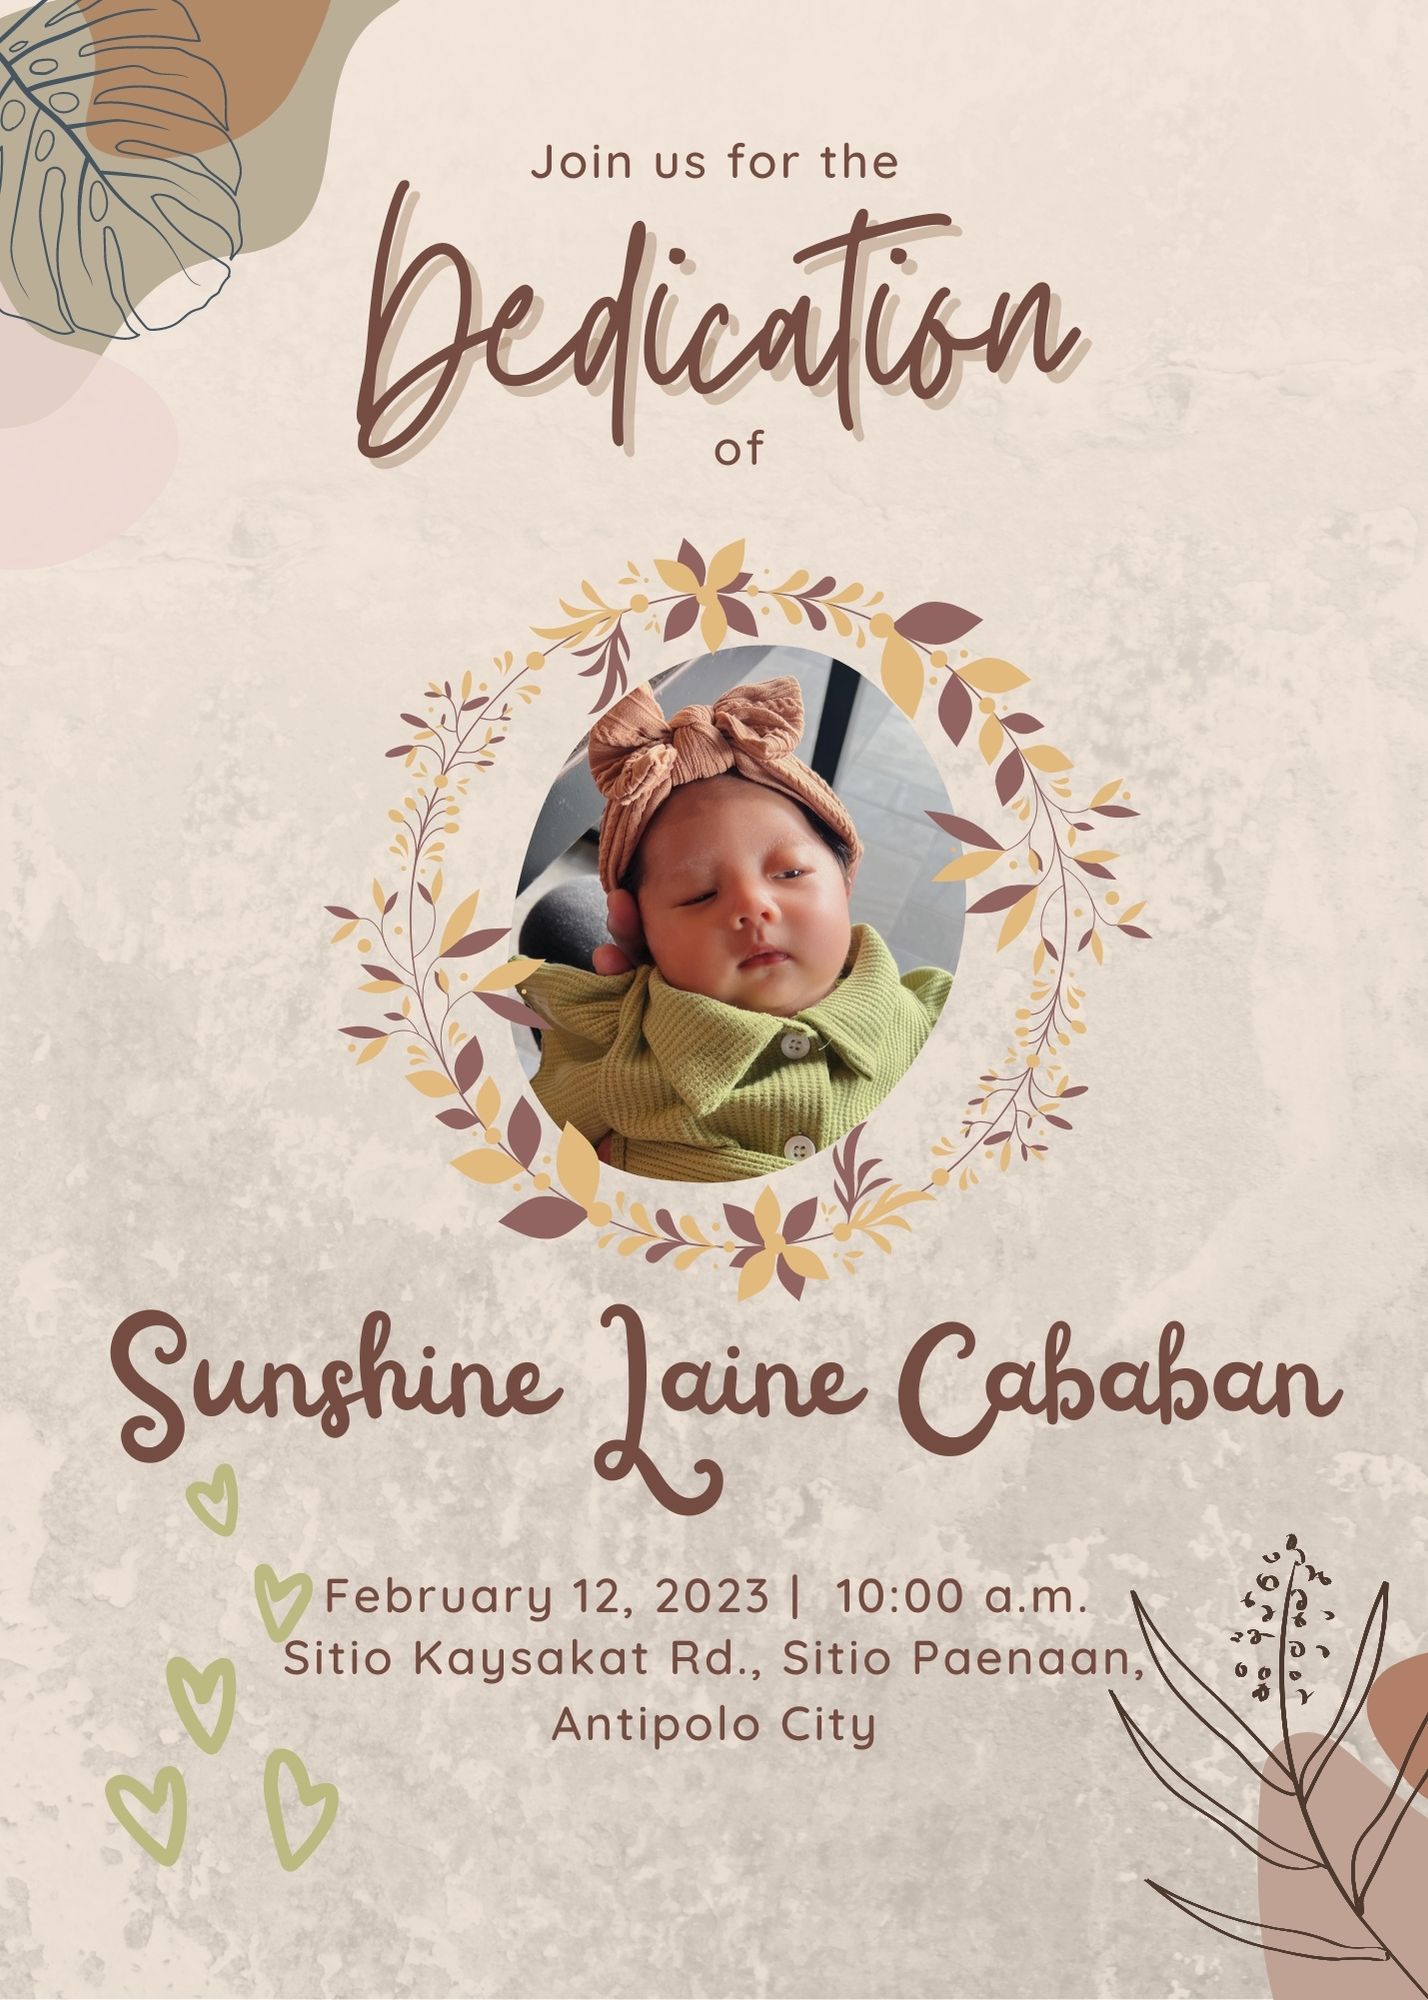 Join us for the
Dedication
of
Sunshine Laine Cababan
February 12, 2023 | 10:00 a.m.
Sitio Kaysakat Rd., Sitio Paenaan,
Antipolo City